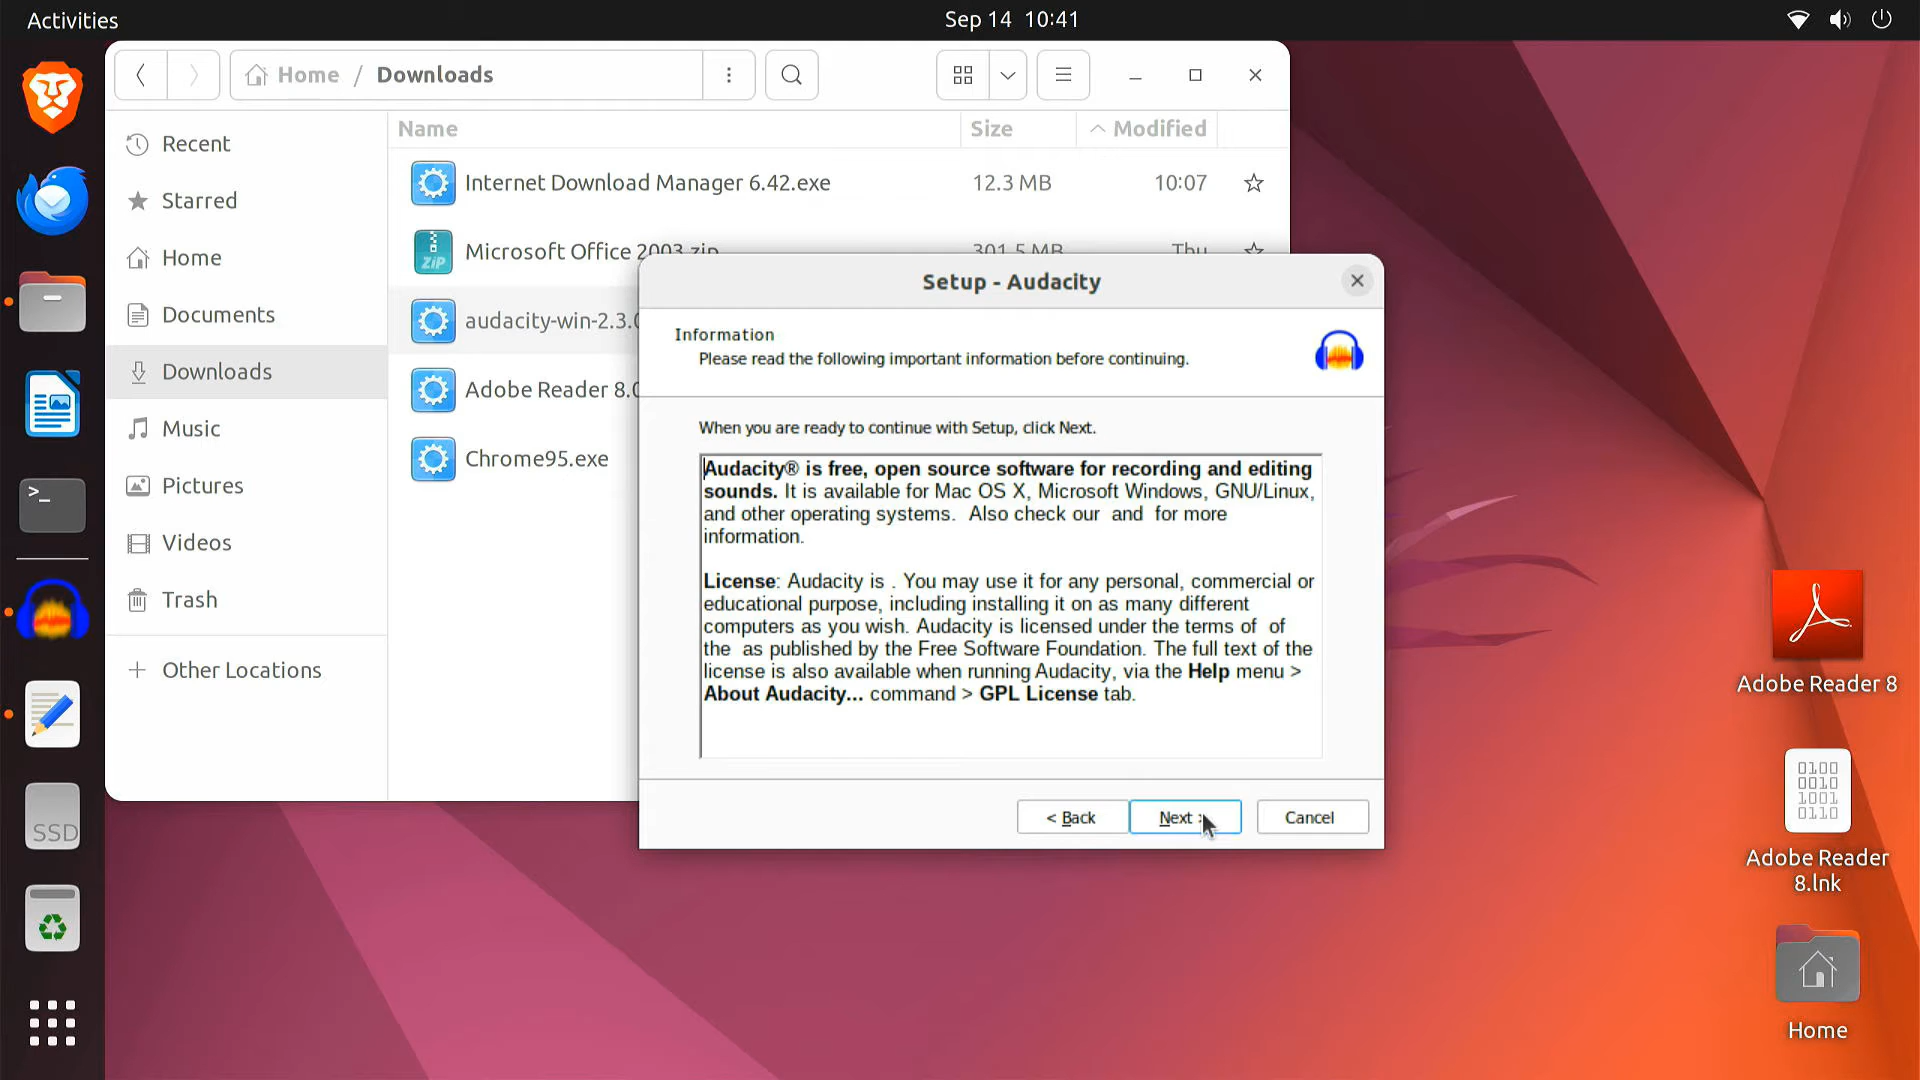 Activities
Sep 14 10:41
Home / Downloads
Name
Size
Modified
Recent
Starred
Home
Documents
Downloads
Music
Pictures
Videos
Trash
+ Other Locations
Internet Download Manager 6.42.exe
12.3 MB
10:07
ZIP
Microsoft Office 2003.zip
301.5 MB
Thu
audacity-win-2.3.0
Adobe Reader 8.0
Chrome95.exe
Setup - Audacity
Information
Please read the following important information before continuing.
When you are ready to continue with Setup, click Next.
Audacity® is free, open source software for recording and editing
sounds. It is available for Mac OS X, Microsoft Windows, GNU/Linux,
and other operating systems. Also check our and for more
information.
License: Audacity is . You may use it for any personal, commercial or
educational purpose, including installing it on as many different
computers as you wish. Audacity is licensed under the terms of of
the as published by the Free Software Foundation. The full text of the
license is also available when running Audacity, via the Help menu >
About Audacity... command > GPL License tab.
< Back
Next >
Cancel
>_
SSD
Adobe Reader 8
0100
0010
1001
0110
Adobe Reader
8.lnk
Home